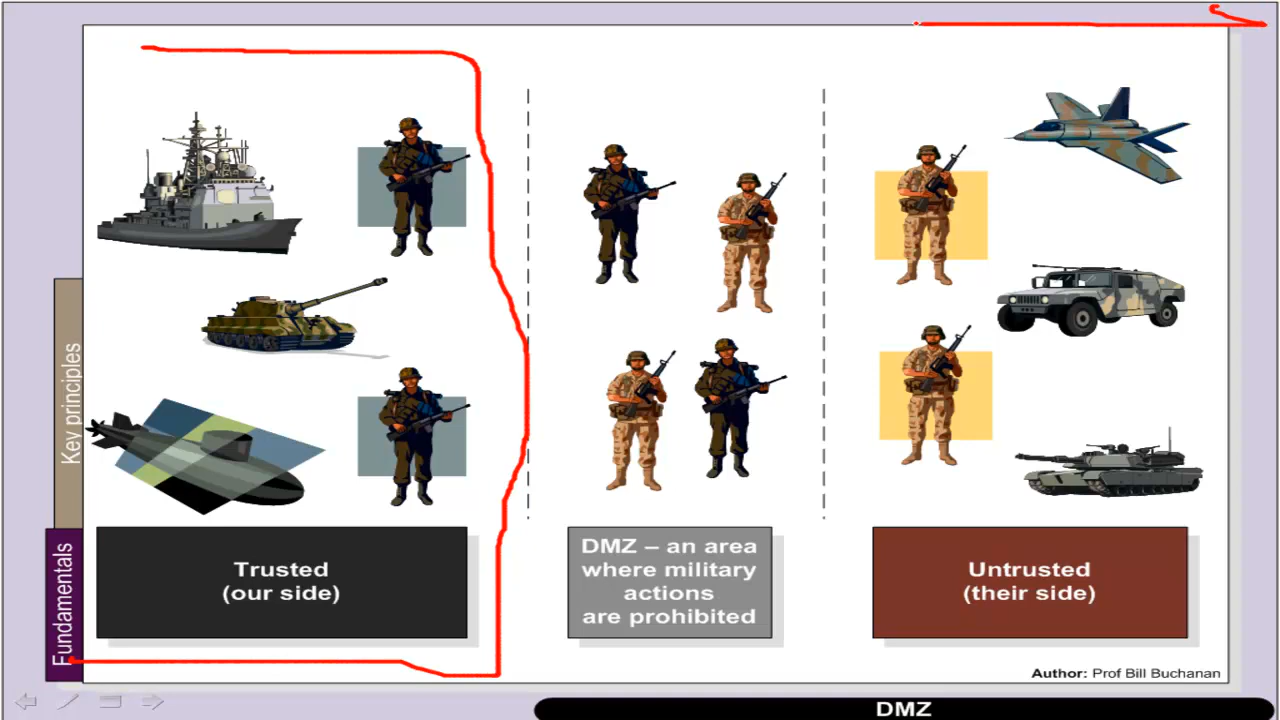 Key principles
Fundamentals
Trusted
(our side)
DMZ – an area
where military
actions
are prohibited
Untrusted
(their side)
Author: Prof Bill Buchanan
DMZ